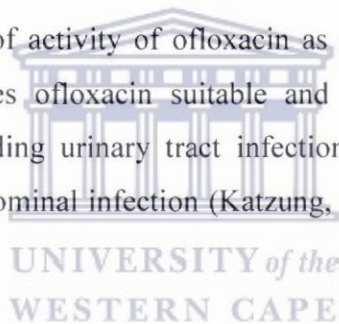 of activity of ofloxacin as
es ofloxacin suitable and
ding urinary tract infection
ominal infection (Katzung,
UNIVERSITY of the
WESTERN CAPE